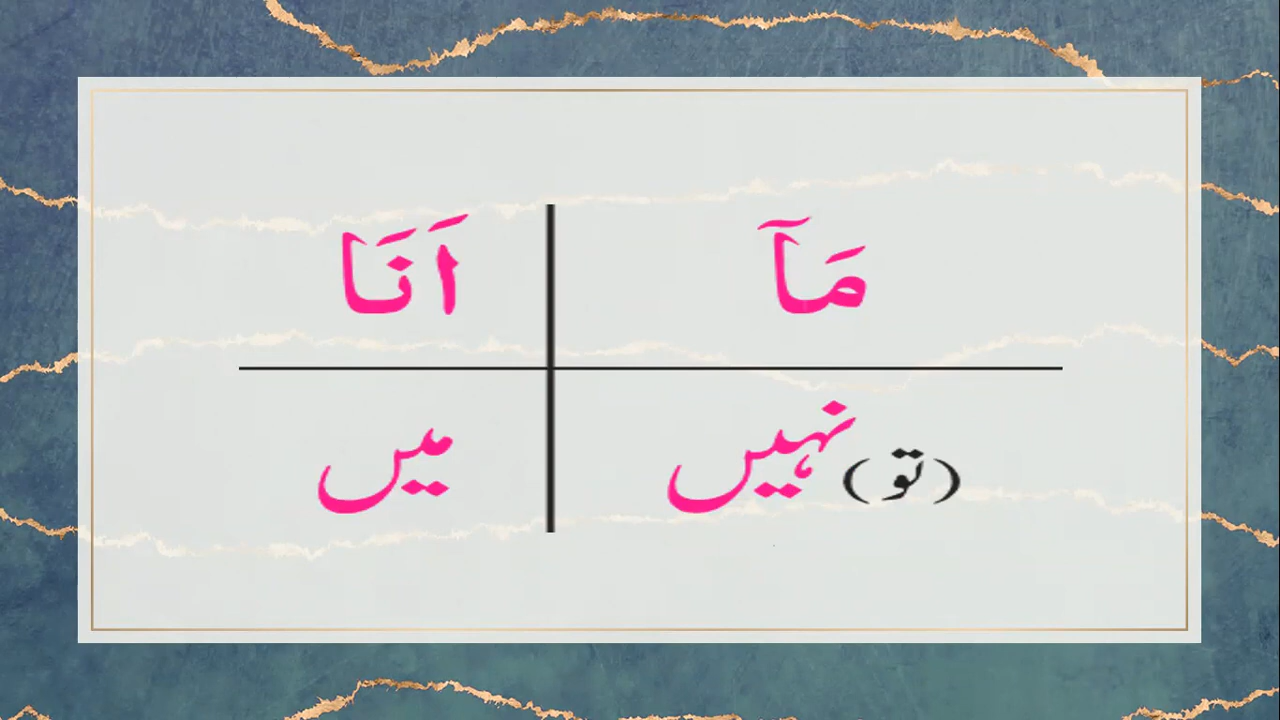 مَآ اَنَا
(تو) نہیں میں